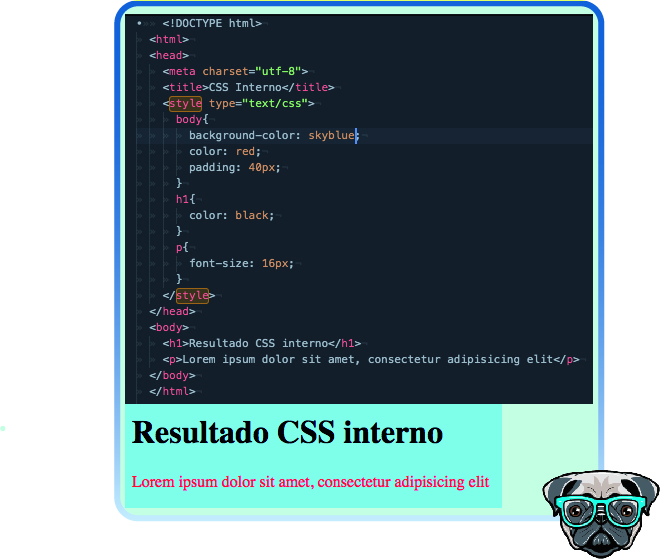 <!DOCTYPE html>
<html>
<head>
<meta charset="utf-8">
<title>CSS Interno</title>
<style type="text/css">
body{
background-color: skyblue;
color: red;
padding: 40px;
}
h1{
color: black;
}
p{
font-size: 16px;
}
</style>
</head>
<body>
<h1>Resultado CSS interno</h1>
<p>Lorem ipsum dolor sit amet, consectetur adipisicing elit</p>
</body>
</html>
Resultado CSS interno
Lorem ipsum dolor sit amet, consectetur adipisicing elit